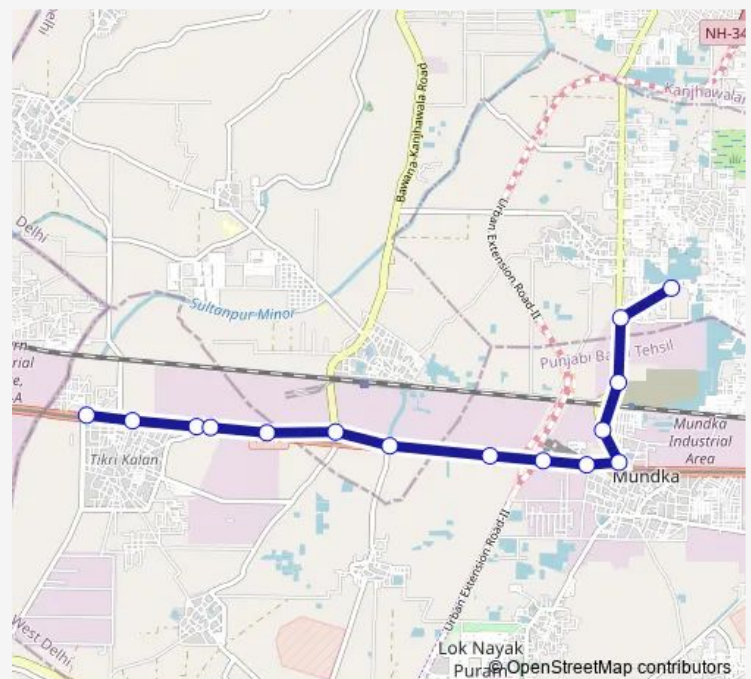 NH-34
Kanjhawala
Bawana-Kanjhawala Road
Urban Extension Road-II
Delhi
Sultanpur Minor
Punjabi Ba
Tehsil
Mundka
Industrial
Area
Tikri Kalan
Mundka
Urban Extension Road-II
West Delhi
Lok Nayak
Puram
© OpenStreetMap contributors